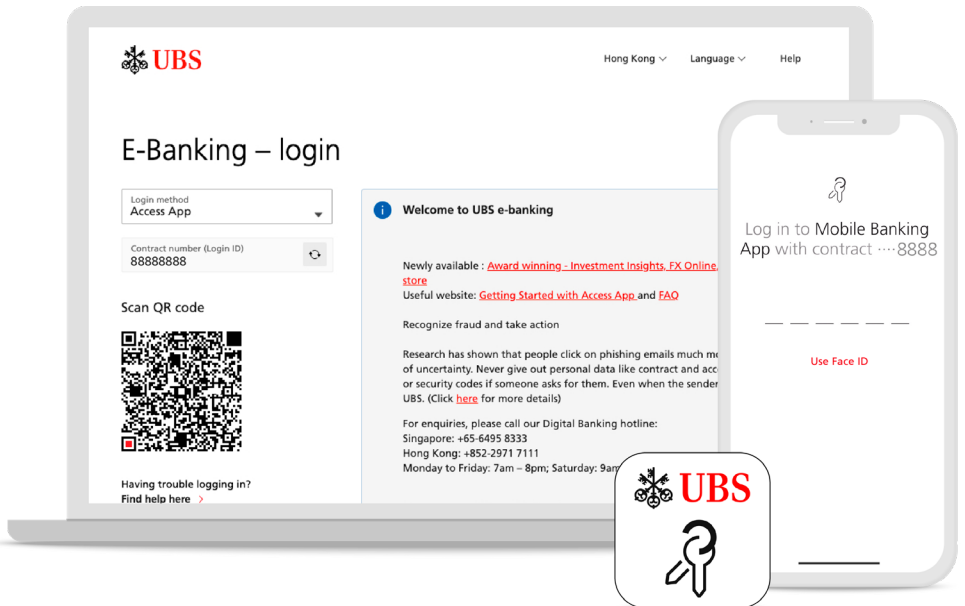 UBS
Hong Kong
Language
Help
E-Banking – login
Login method
Access App
Contract number (Login ID)
88888888
Scan QR code
Having trouble logging in?
Find help here
Welcome to UBS e-banking
Newly available : Award winning - Investment Insights, FX Online,
store
Useful website: Getting Started with Access App and FAQ
Recognize fraud and take action
Research has shown that people click on phishing emails much
of uncertainty. Never give out personal data like contract and
or security codes if someone asks for them. Even when the sender
UBS. (Click here for more details)
For enquiries, please call our Digital Banking hotline:
Singapore: +65-6495 8333
Hong Kong: +852-2971 7111
Monday to Friday: 7am – 8pm; Saturday: 9am
Log in to Mobile Banking
App with contract ····8888
Use Face ID
UBS